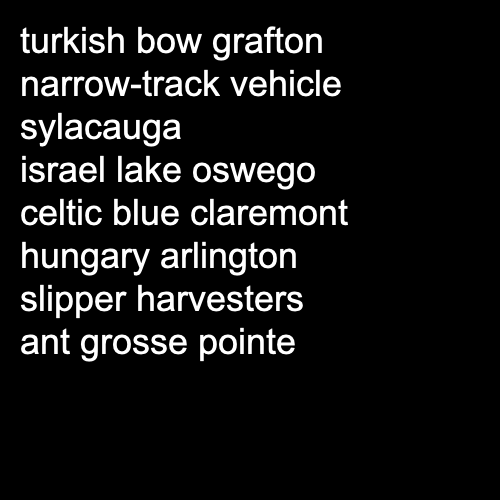 turkish bow grafton
narrow-track vehicle
sylacauga
israel lake oswego
celtic blue claremont
hungary arlington
slipper harvesters
ant grosse pointe